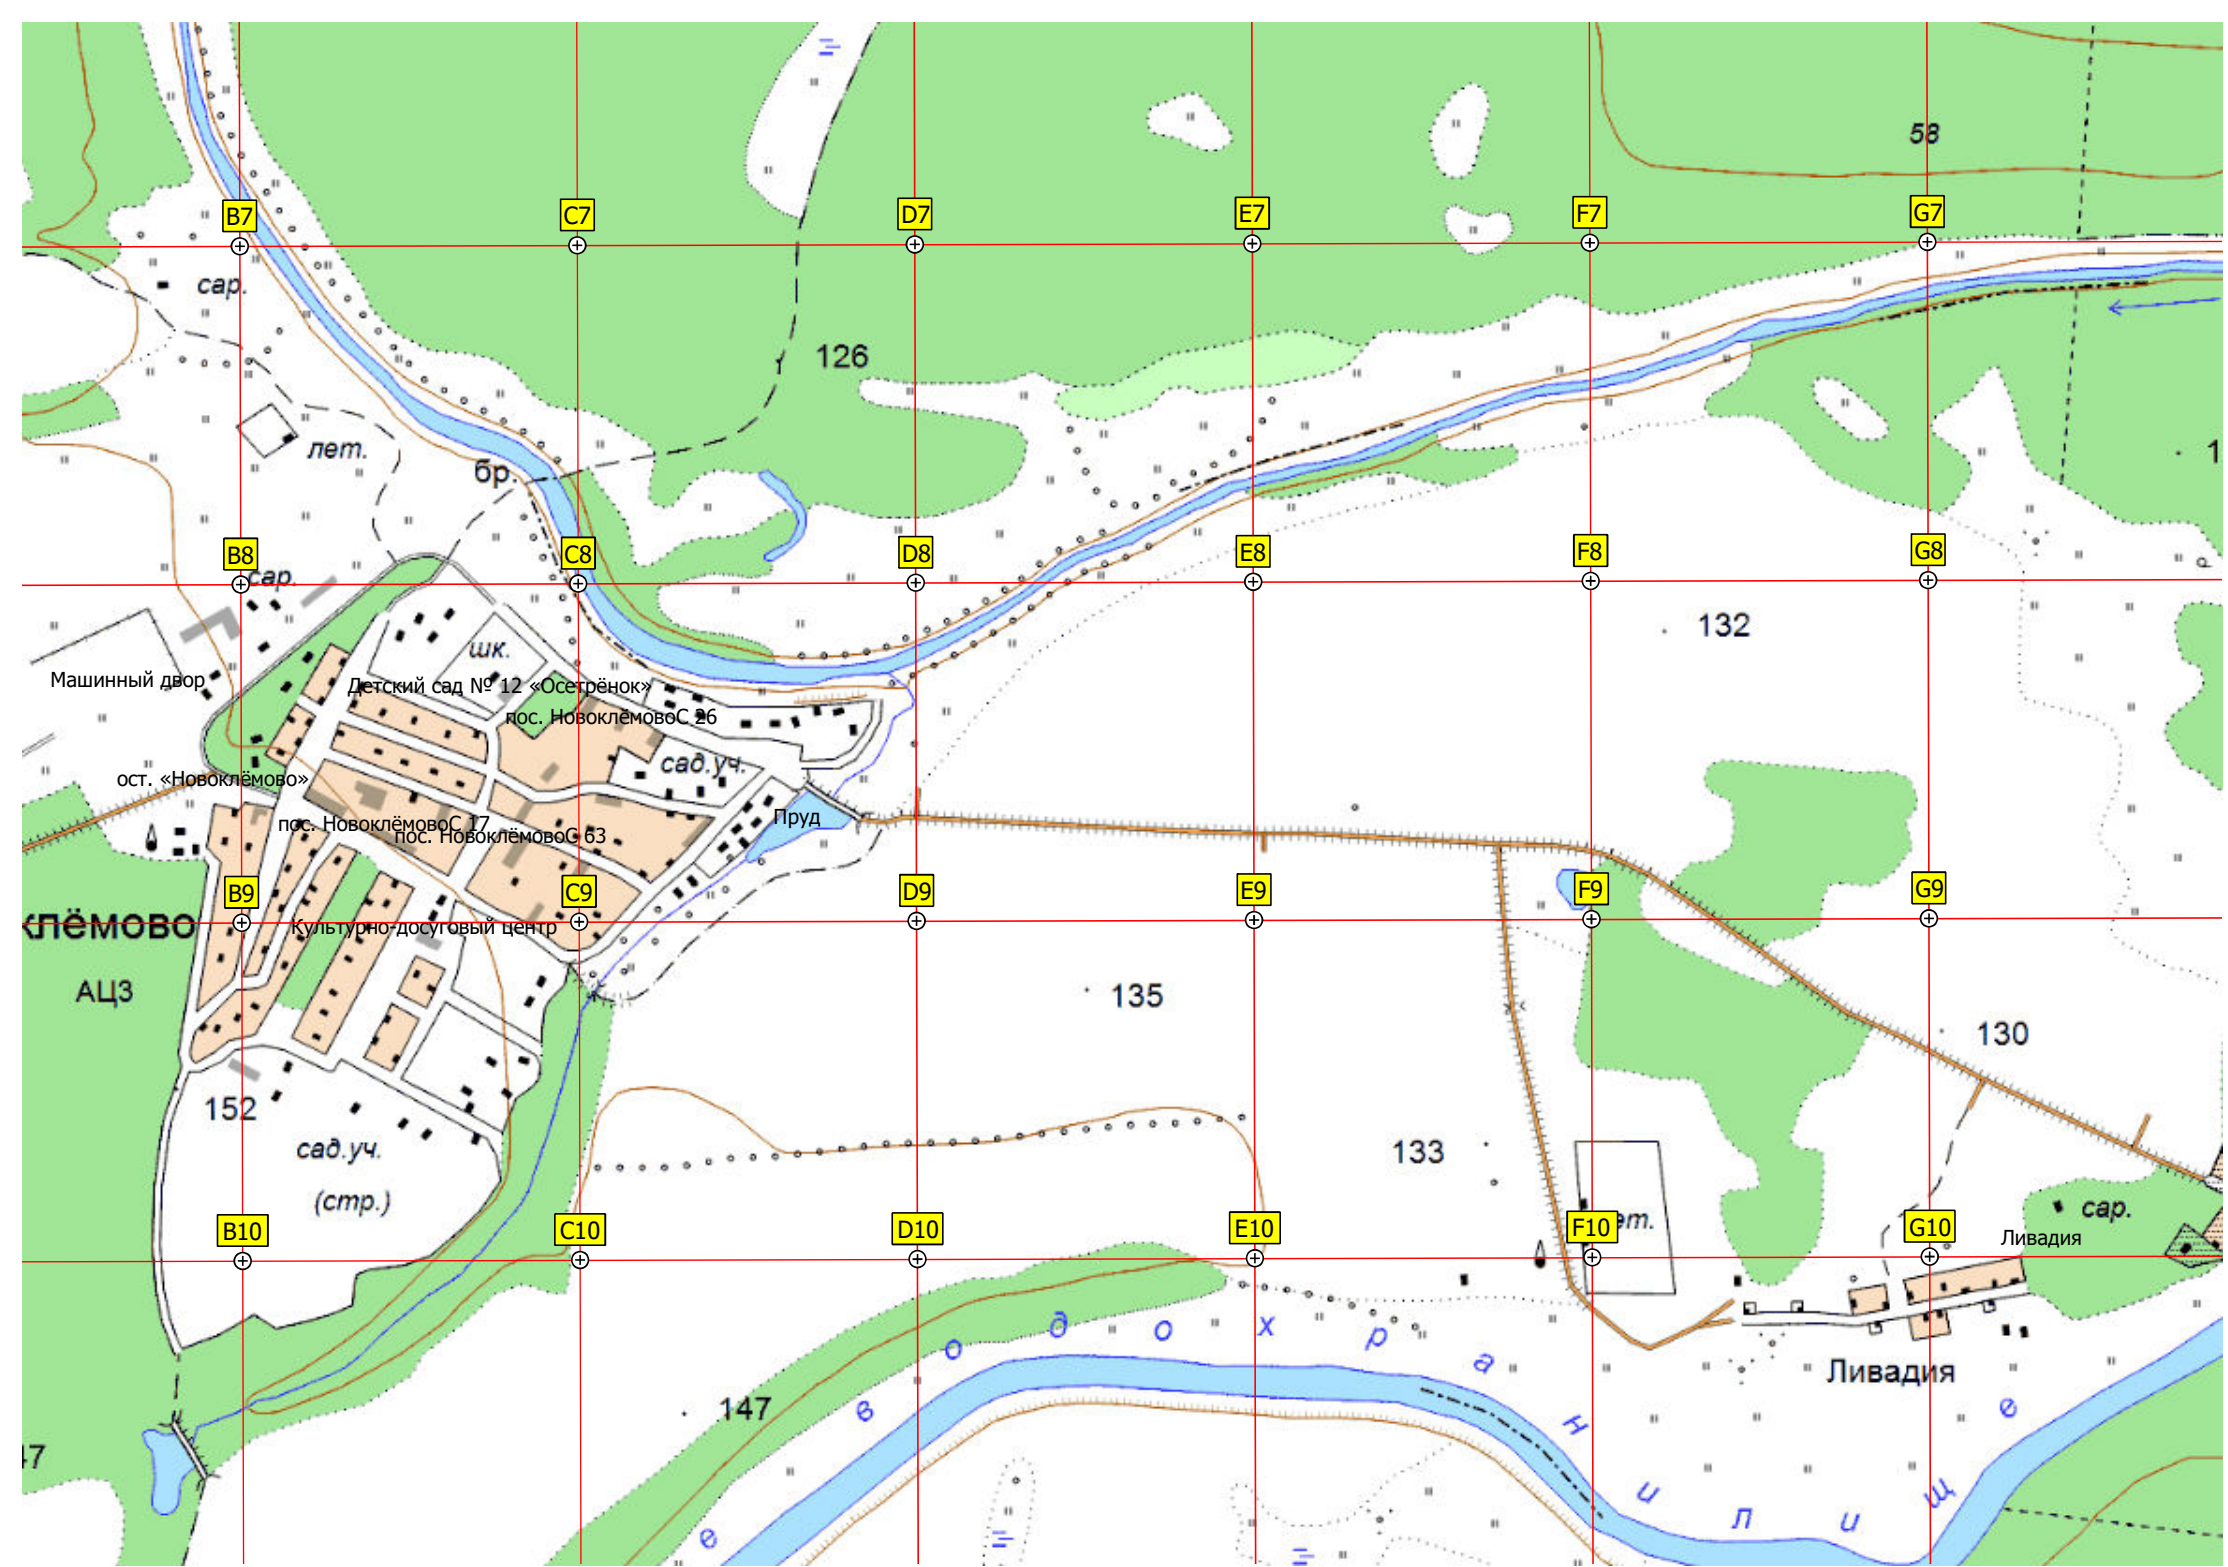 58
B7
C7
D7
E7
F7
G7
сар.
126
лет.
бр.
1
B8
C8
D8
E8
F8
G8
сар.
132
шк.
Машинный двор
Детский сад № 12 «Осетрёнок»
пос. НовоклёмовоС 26
сад.уч.
ост. «Новоклёмово»
Пруд
пос. НовоклёмовоС 17
пос. НовоклёмовоС 63
B9
C9
D9
E9
F9
G9
клёмово
Культурно-досуговый центр
АЦЗ
135
130
152
133
сад.уч.
(стр.)
сар.
B10
C10
D10
E10
F10
G10
ет.
Ливадия
Ливадия
147
47
е водохранилище